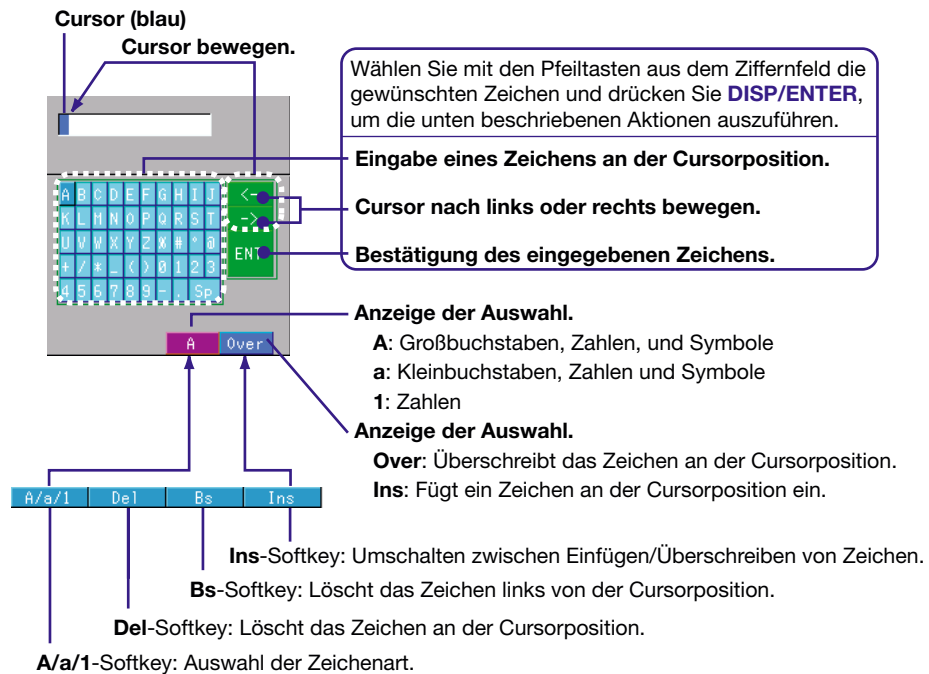 Cursor (blau)
Cursor bewegen.
Wählen Sie mit den Pfeiltasten aus dem Ziffernfeld die
gewünschten Zeichen und drücken Sie DISP/ENTER,
um die unten beschriebenen Aktionen auszuführen.
Eingabe eines Zeichens an der Cursorposition.
A B C D E F G H I J <-
Cursor nach links oder rechts bewegen.
K L M N O P Q R S T ->
U V W X Y Z % # ° @
ENT
Bestätigung des eingegebenen Zeichens.
+ / * _ ( ) 0 1 2 3
4 5 6 7 8 9 - . Sp
Anzeige der Auswahl.
A Over
A: Großbuchstaben, Zahlen, und Symbole
a: Kleinbuchstaben, Zahlen und Symbole
1: Zahlen
Anzeige der Auswahl.
Over: Überschreibt das Zeichen an der Cursorposition.
Ins: Fügt ein Zeichen an der Cursorposition ein.
A/a/1 Del Bs Ins
Ins-Softkey: Umschalten zwischen Einfügen/Überschreiben von Zeichen.
Bs-Softkey: Löscht das Zeichen links von der Cursorposition.
Del-Softkey: Löscht das Zeichen an der Cursorposition.
A/a/1-Softkey: Auswahl der Zeichenart.